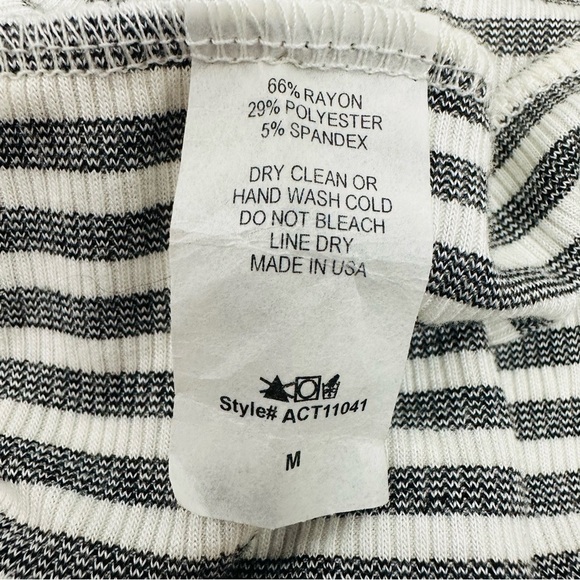 66% RAYON
29% POLYESTER
5% SPANDEX
DRY CLEAN OR
HAND WASH COLD
DO NOT BLEACH
LINE DRY
MADE IN USA
Style# ACT11041
M